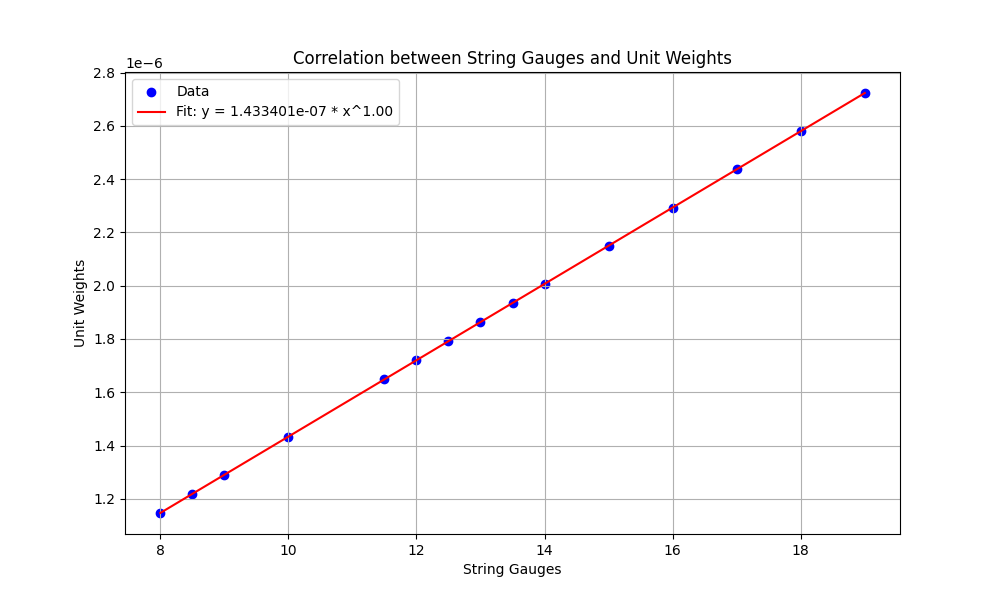 Correlation between String Gauges and Unit Weights
1e−6
Data
Fit: y = 1.433401e-07 * x^1.00
2.8
2.6
2.4
2.2
2.0
1.8
1.6
1.4
1.2
Unit Weights
8 10 12 14 16 18
String Gauges